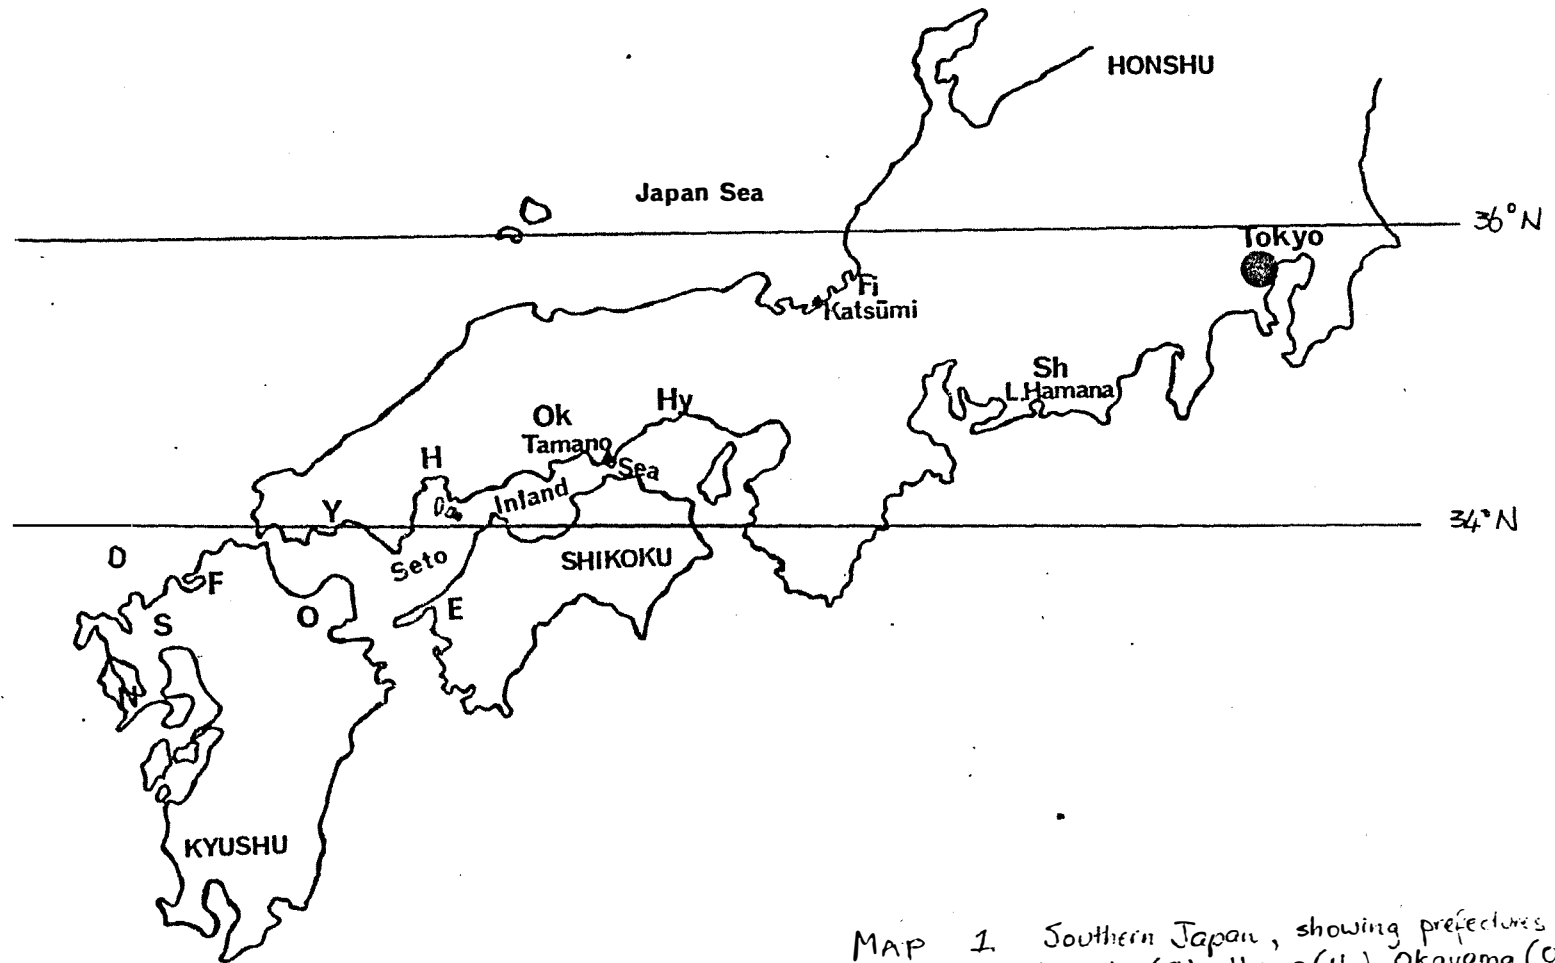 HONSHU
Japan Sea
36°N
Tokyo
Fi
Katsūmi
Sh
L.Hamana
Hy
Ok
Tamano
H
Sea
Inland
Y
34°N
Seto
SHIKOKU
F
O
E
S
N
KYUSHU
MAP 1 Southern Japan, showing prefectures
Okayama